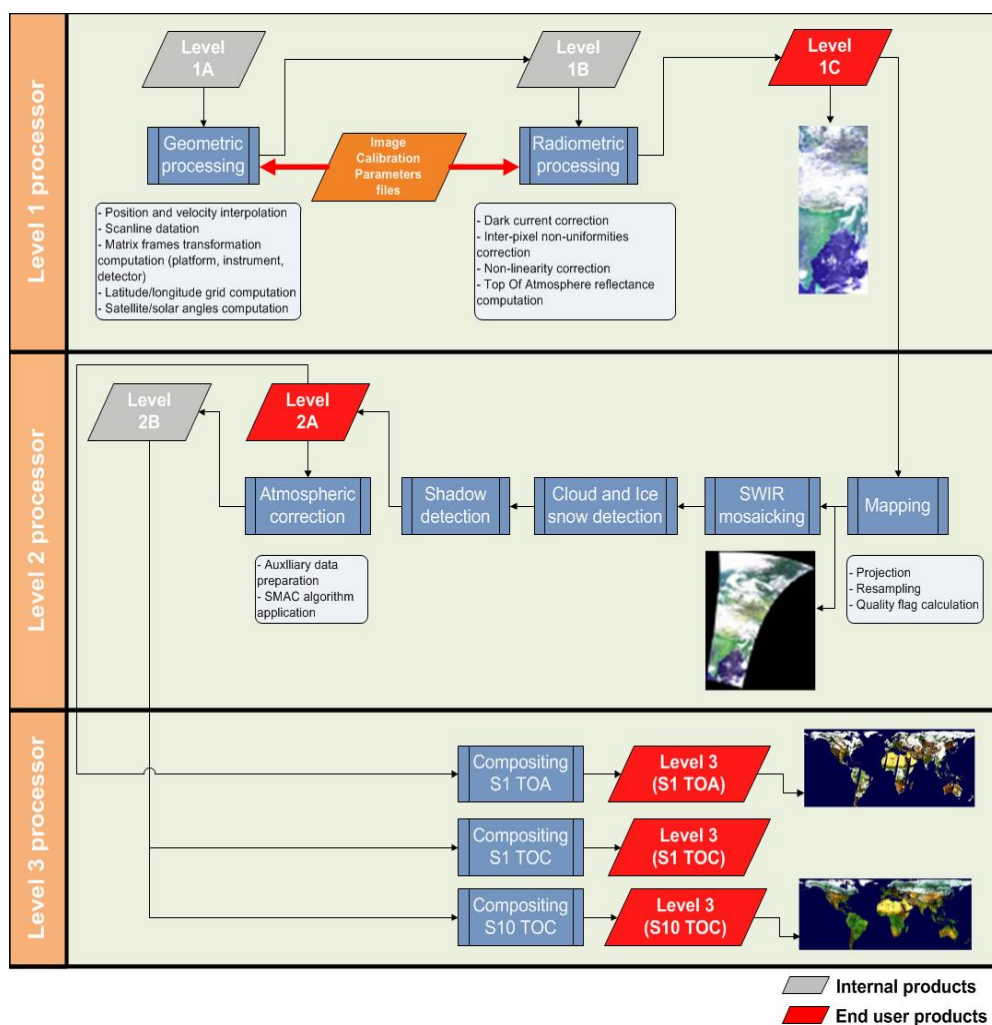 Level 1 processor
Level
1A
Level
1B
Level
1C
Geometric
processing
Image
Calibration
Parameters
files
Radiometric
processing
- Position and velocity interpolation
- Scanline datation
- Matrix frames transformation
computation (platform, instrument,
detector)
- Latitude/longitude grid computation
- Satellite/solar angles computation
- Dark current correction
- Inter-pixel non-uniformities
correction
- Non-linearity correction
- Top Of Atmosphere reflectance
computation
Level 2 processor
Level
2B
Level
2A
Atmospheric
correction
Shadow
detection
Cloud and Ice
snow detection
SWIR
mosaicking
Mapping
- Auxlliary data
preparation
- SMAC algorithm
application
- Projection
- Resampling
- Quality flag calculation
Level 3 processor
Compositing
S1 TOA
Level 3
(S1 TOA)
Compositing
S1 TOC
Level 3
(S1 TOC)
Compositing
S10 TOC
Level 3
(S10 TOC)
Internal products
End user products